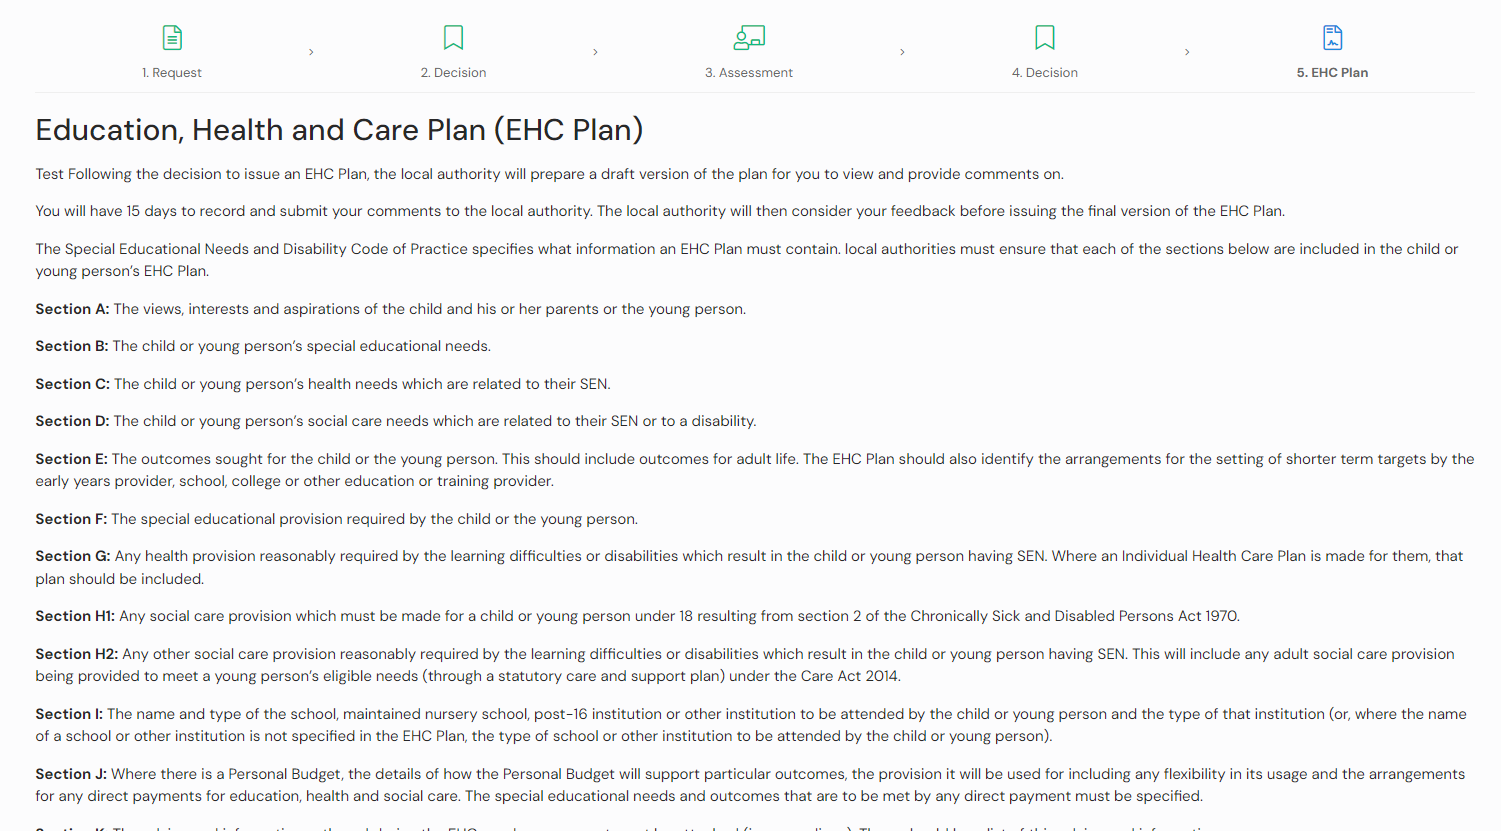 1. Request
2. Decision
3. Assessment
4. Decision
5. EHC Plan
Education, Health and Care Plan (EHC Plan)
Test Following the decision to issue an EHC Plan, the local authority will prepare a draft version of the plan for you to view and provide comments on.
You will have 15 days to record and submit your comments to the local authority. The local authority will then consider your feedback before issuing the final version of the EHC Plan.
The Special Educational Needs and Disability Code of Practice specifies what information an EHC Plan must contain. local authorities must ensure that each of the sections below are included in the child or
young person’s EHC Plan.
Section A: The views, interests and aspirations of the child and his or her parents or the young person.
Section B: The child or young person’s special educational needs.
Section C: The child or young person’s health needs which are related to their SEN.
Section D: The child or young person’s social care needs which are related to their SEN or to a disability.
Section E: The outcomes sought for the child or the young person. This should include outcomes for adult life. The EHC Plan should also identify the arrangements for the setting of shorter term targets by the
early years provider, school, college or other education or training provider.
Section F: The special educational provision required by the child or the young person.
Section G: Any health provision reasonably required by the learning difficulties or disabilities which result in the child or young person having SEN. Where an Individual Health Care Plan is made for them, that
plan should be included.
Section H1: Any social care provision which must be made for a child or young person under 18 resulting from section 2 of the Chronically Sick and Disabled Persons Act 1970.
Section H2: Any other social care provision reasonably required by the learning difficulties or disabilities which result in the child or young person having SEN. This will include any adult social care provision
being provided to meet a young person’s eligible needs (through a statutory care and support plan) under the Care Act 2014.
Section I: The name and type of the school, maintained nursery school, post-16 institution or other institution to be attended by the child or young person and the type of that institution (or, where the name
of a school or other institution is not specified in the EHC Plan, the type of school or other institution to be attended by the child or young person).
Section J: Where there is a Personal Budget, the details of how the Personal Budget will support particular outcomes, the provision it will be used for including any flexibility in its usage and the arrangements
for any direct payments for education, health and social care. The special educational needs and outcomes that are to be met by any direct payment must be specified.